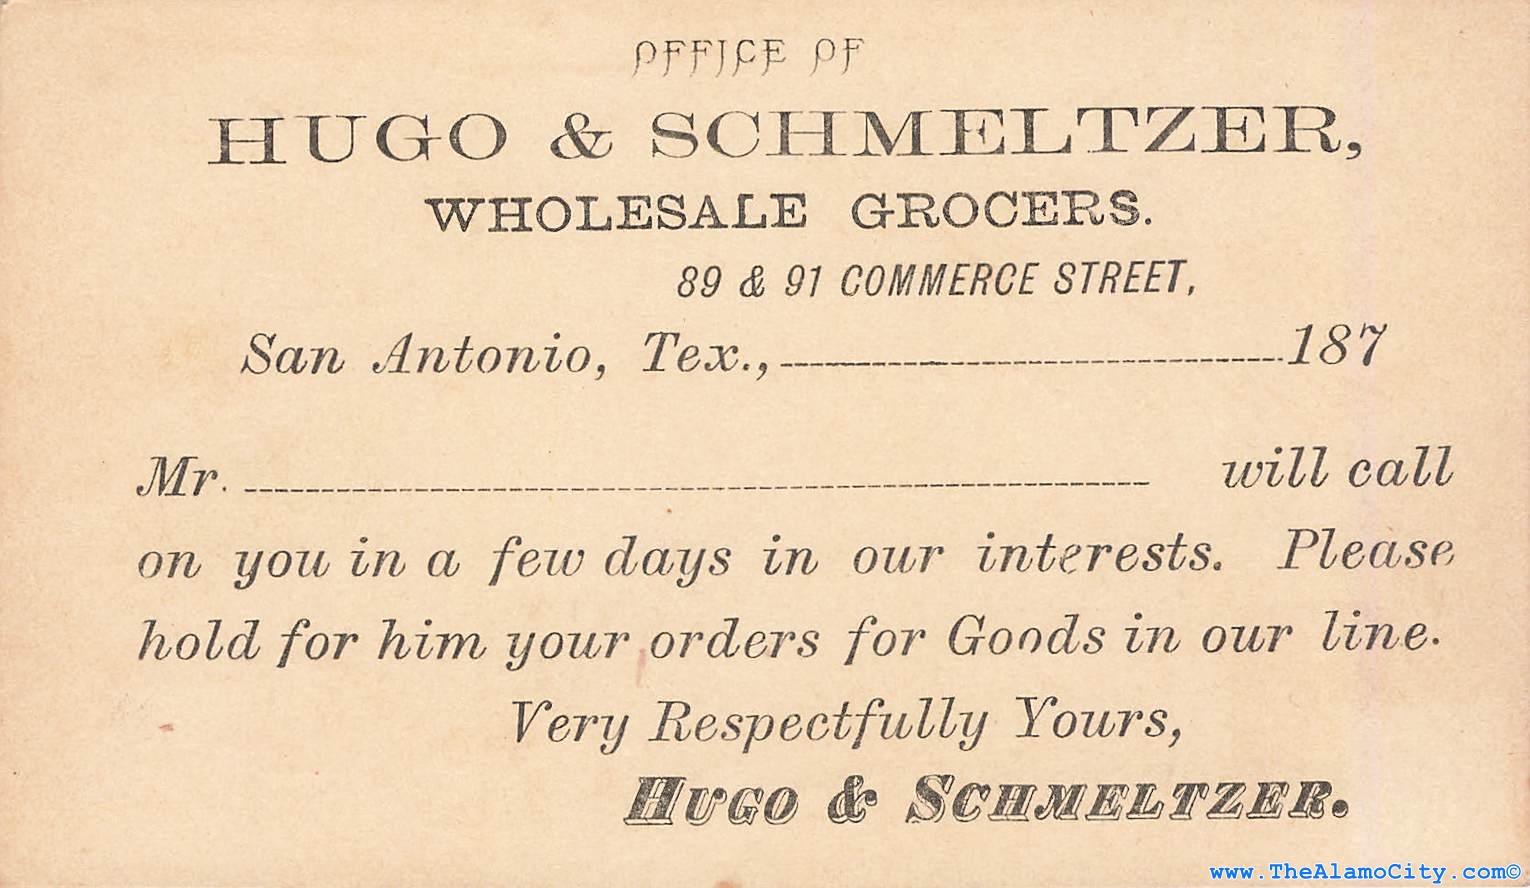 OFFICE OF
HUGO & SCHMELTZER,
WHOLESALE GROCERS.
89 & 91 COMMERCE STREET,
San Antonio, Tex., 187
Mr. will call
on you in a few days in our interests. Please
hold for him your orders for Goods in our line.
Very Respectfully Yours,
HUGO & SCHMELTZER.
www.TheAlamoCity.com©